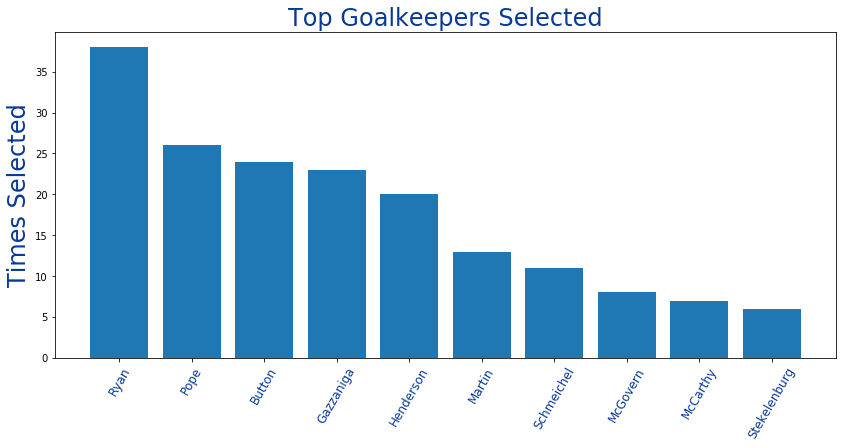 Top Goalkeepers Selected
Times Selected
35
30
25
20
15
10
5
0
Ryan
Pope
Button
Gazzaniga
Henderson
Martin
Schmeichel
McGovern
McCarthy
Stekelenburg